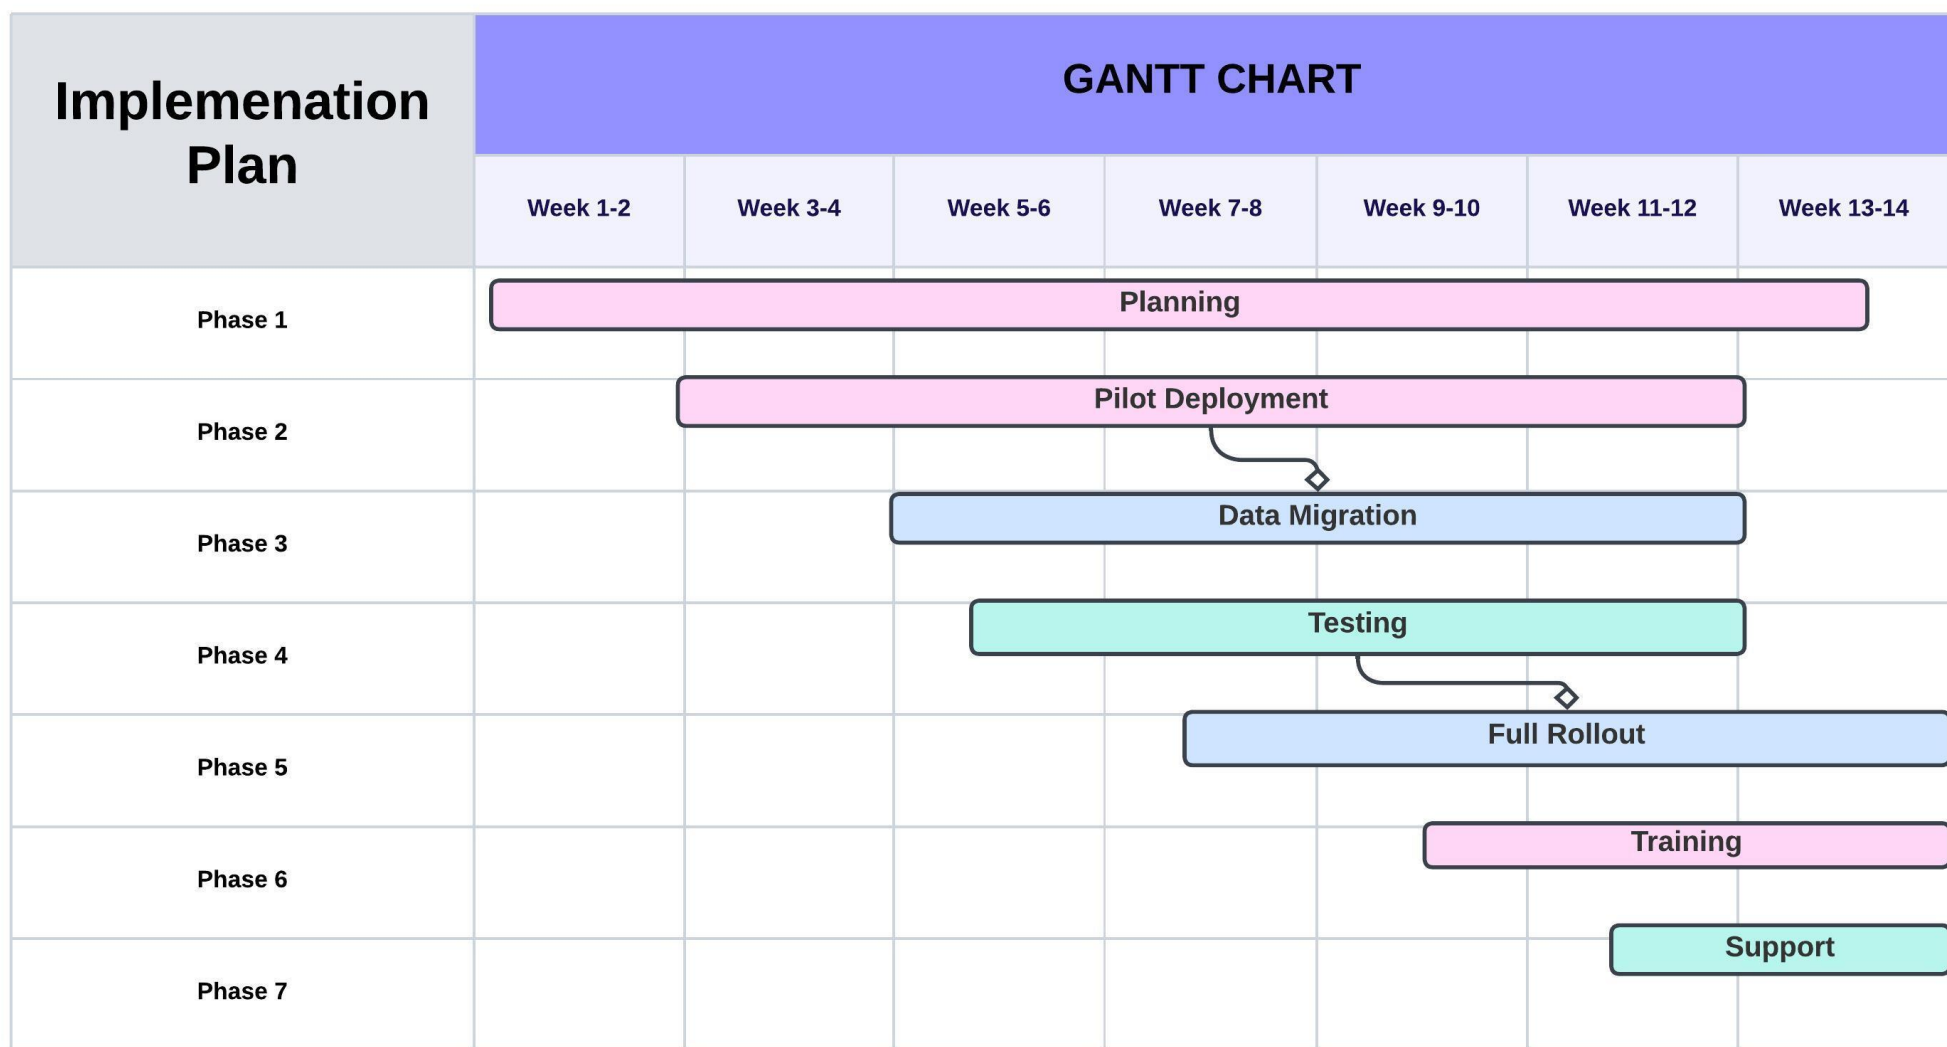 Implemenation
Plan
GANTT CHART
Week 1-2
Week 3-4
Week 5-6
Week 7-8
Week 9-10
Week 11-12
Week 13-14
Phase 1
Planning
Phase 2
Pilot Deployment
Phase 3
Data Migration
Phase 4
Testing
Phase 5
Full Rollout
Phase 6
Training
Phase 7
Support